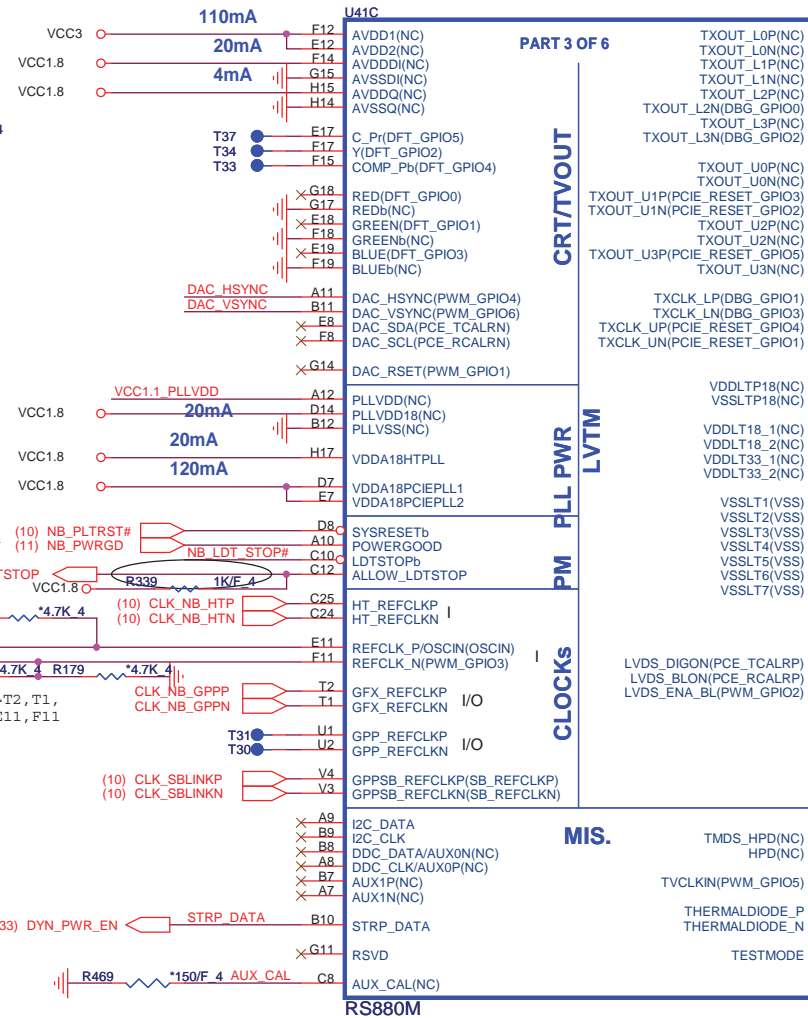 U41C
PART 3 OF 6
110mA
VCC3
F12 AVDD1(NC)
E12 AVDD2(NC)
20mA
VCC1.8
F14 AVDDDI(NC)
4mA
G15 AVSSDI(NC)
VCC1.8
H15 AVDDQ(NC)
H14 AVSSQ(NC)
T37 E17 C_Pr(DFT_GPIO5)
T34 F17 Y(DFT_GPIO2)
T33 F15 COMP_Pb(DFT_GPIO4)
G18 RED(DFT_GPIO0)
G17 REDb(NC)
E18 GREEN(DFT_GPIO1)
F18 GREENb(NC)
E19 BLUE(DFT_GPIO3)
F19 BLUEb(NC)
DAC_HSYNC A11 DAC_HSYNC(PWM_GPIO4)
DAC_VSYNC B11 DAC_VSYNC(PWM_GPIO6)
E8 DAC_SDA(PCE_TCALRN)
F8 DAC_SCL(PCE_RCALRN)
G14 DAC_RSET(PWM_GPIO1)
CRT/TVOUT
VCC1.1_PLLVDD A12 PLLVDD(NC)
VCC1.8 20mA D14 PLLVDD18(NC)
B12 PLLVSS(NC)
20mA
VCC1.8 H17 VDDA18HTPLL
120mA
VCC1.8 D7 VDDA18PCIEPLL1
E7 VDDA18PCIEPLL2
PLL PWR
LVTM
(10) NB_PLTRST# D8 SYSRESETb
(11) NB_PWRGD A10 POWERGOOD
NB_LDT_STOP# C10 LDTSTOPb
TSTOP C12 ALLOW_LDTSTOP
VCC1.8 R339 1K/F_4
PM
(10) CLK_NB_HTP C25 HT_REFCLKP
(10) CLK_NB_HTN C24 HT_REFCLKN I
*4.7K_4
E11 REFCLK_P/OSCIN(OSCIN)
F11 REFCLK_N(PWM_GPIO3) I
4.7K_4 R179 *4.7K_4
CLK_NB_GPPP T2 GFX_REFCLKP
CLK_NB_GPPN T1 GFX_REFCLKN I/O
T2,T1,
E11,F11
T31 U1 GPP_REFCLKP
T30 U2 GPP_REFCLKN I/O
(10) CLK_SBLINKP V4 GPPSB_REFCLKP(SB_REFCLKP)
(10) CLK_SBLINKN V3 GPPSB_REFCLKN(SB_REFCLKN)
CLOCKs
A9 I2C_DATA
B9 I2C_CLK
B8 DDC_DATA/AUX0N(NC)
A8 DDC_CLK/AUX0P(NC)
B7 AUX1P(NC)
A7 AUX1N(NC)
MIS.
33) DYN_PWR_EN STRP_DATA B10 STRP_DATA
G11 RSVD
R469 *150/F_4 AUX_CAL C8 AUX_CAL(NC)
TXOUT_L0P(NC)
TXOUT_L0N(NC)
TXOUT_L1P(NC)
TXOUT_L1N(NC)
TXOUT_L2P(NC)
TXOUT_L2N(DBG_GPIO0)
TXOUT_L3P(NC)
TXOUT_L3N(DBG_GPIO2)
TXOUT_U0P(NC)
TXOUT_U0N(NC)
TXOUT_U1P(PCIE_RESET_GPIO3)
TXOUT_U1N(PCIE_RESET_GPIO2)
TXOUT_U2P(NC)
TXOUT_U2N(NC)
TXOUT_U3P(PCIE_RESET_GPIO5)
TXOUT_U3N(NC)
TXCLK_LP(DBG_GPIO1)
TXCLK_LN(DBG_GPIO3)
TXCLK_UP(PCIE_RESET_GPIO4)
TXCLK_UN(PCIE_RESET_GPIO1)
VDDLTP18(NC)
VSSLTP18(NC)
VDDLT18_1(NC)
VDDLT18_2(NC)
VDDLT33_1(NC)
VDDLT33_2(NC)
VSSLT1(VSS)
VSSLT2(VSS)
VSSLT3(VSS)
VSSLT4(VSS)
VSSLT5(VSS)
VSSLT6(VSS)
VSSLT7(VSS)
LVDS_DIGON(PCE_TCALRP)
LVDS_BLON(PCE_RCALRP)
LVDS_ENA_BL(PWM_GPIO2)
TMDS_HPD(NC)
HPD(NC)
TVCLKIN(PWM_GPIO5)
THERMALDIODE_P
THERMALDIODE_N
TESTMODE
RS880M